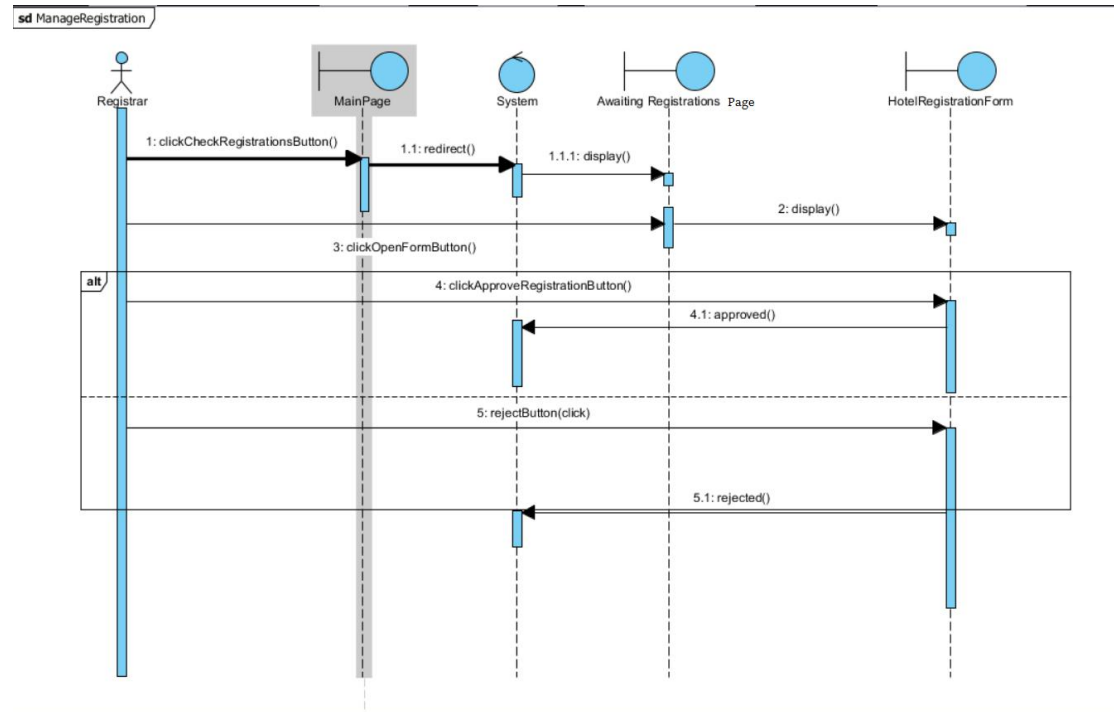 sd ManageRegistration
Registrar
MainPage
System
Awaiting Registrations Page
HotelRegistrationForm
1: clickCheckRegistrationsButton()
1.1: redirect()
1.1.1: display()
2: display()
3: clickOpenFormButton()
alt
4: clickApproveRegistrationButton()
4.1: approved()
5: rejectButton(click)
5.1: rejected()